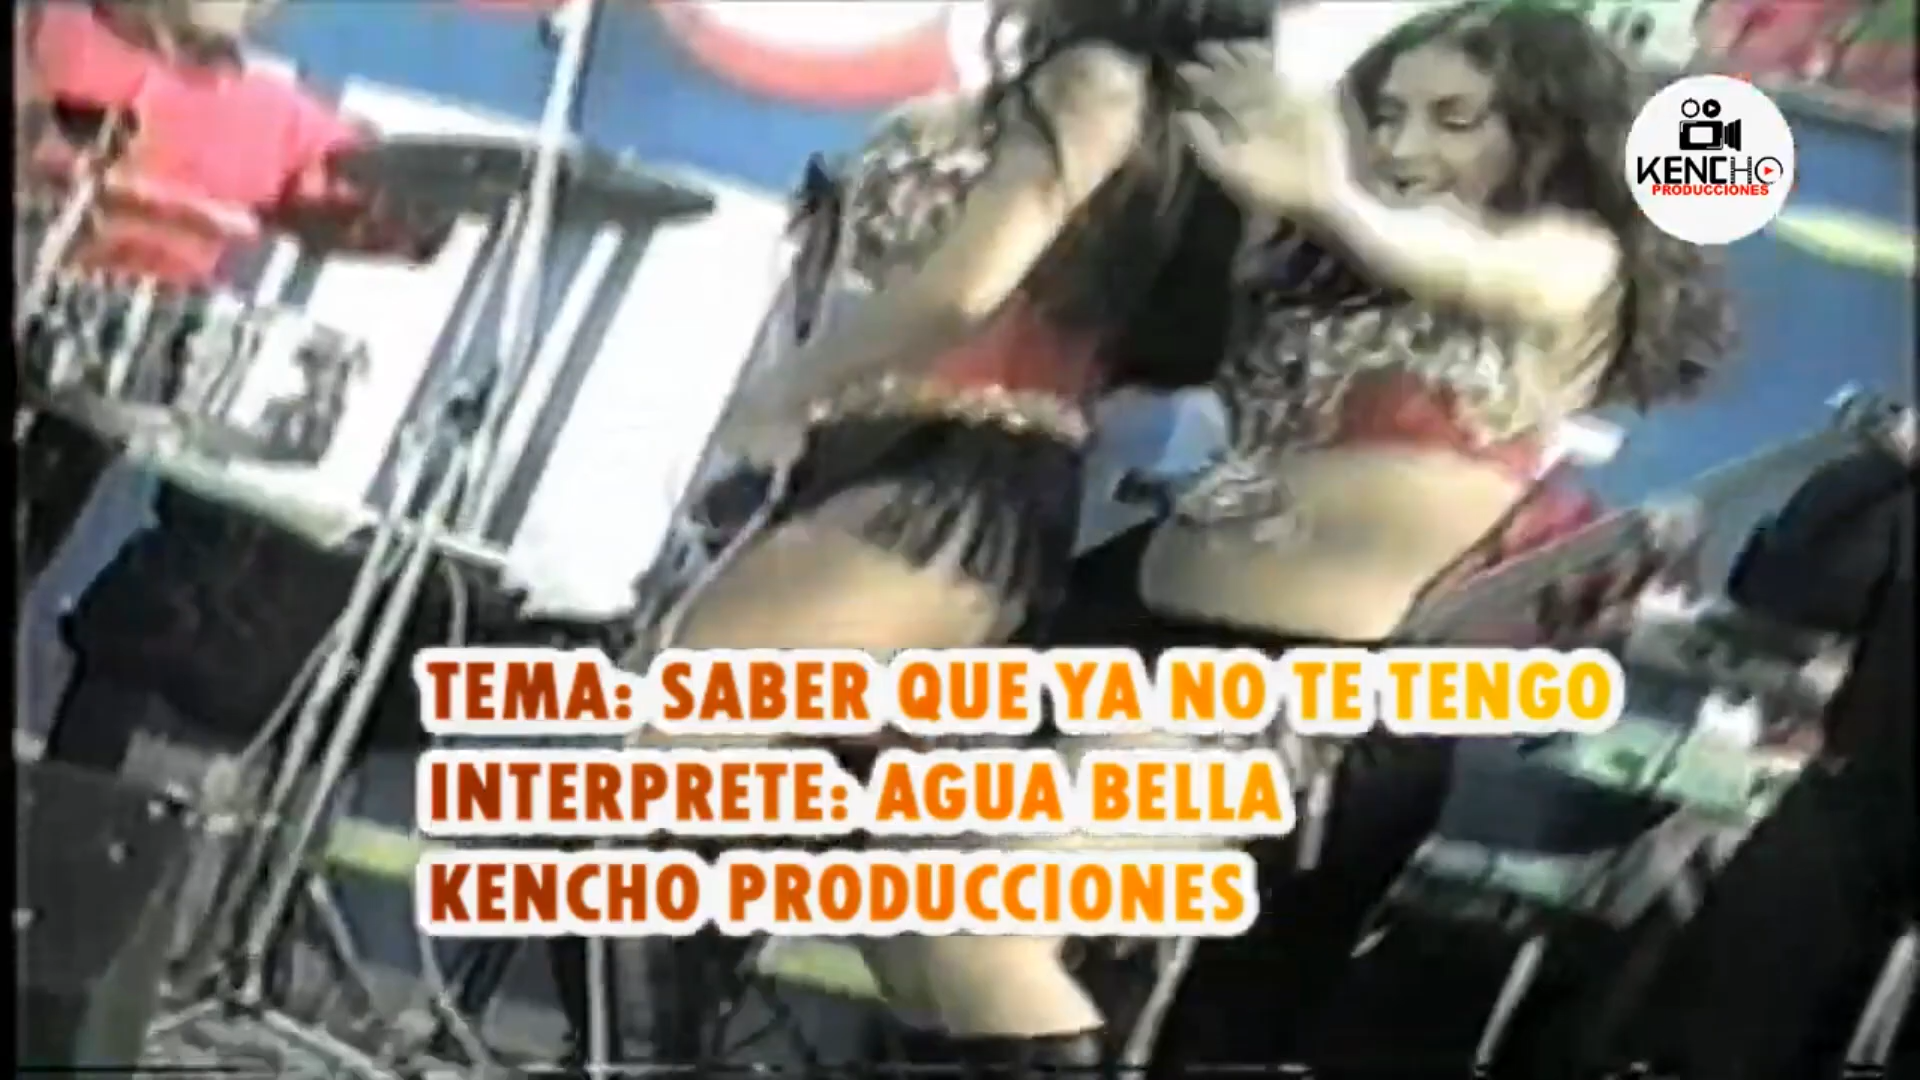 KENCHO
PRODUCCIONES
TEMA: SABER QUE YA NO TE TENGO
INTERPRETE: AGUA BELLA
KENCHO PRODUCCIONES